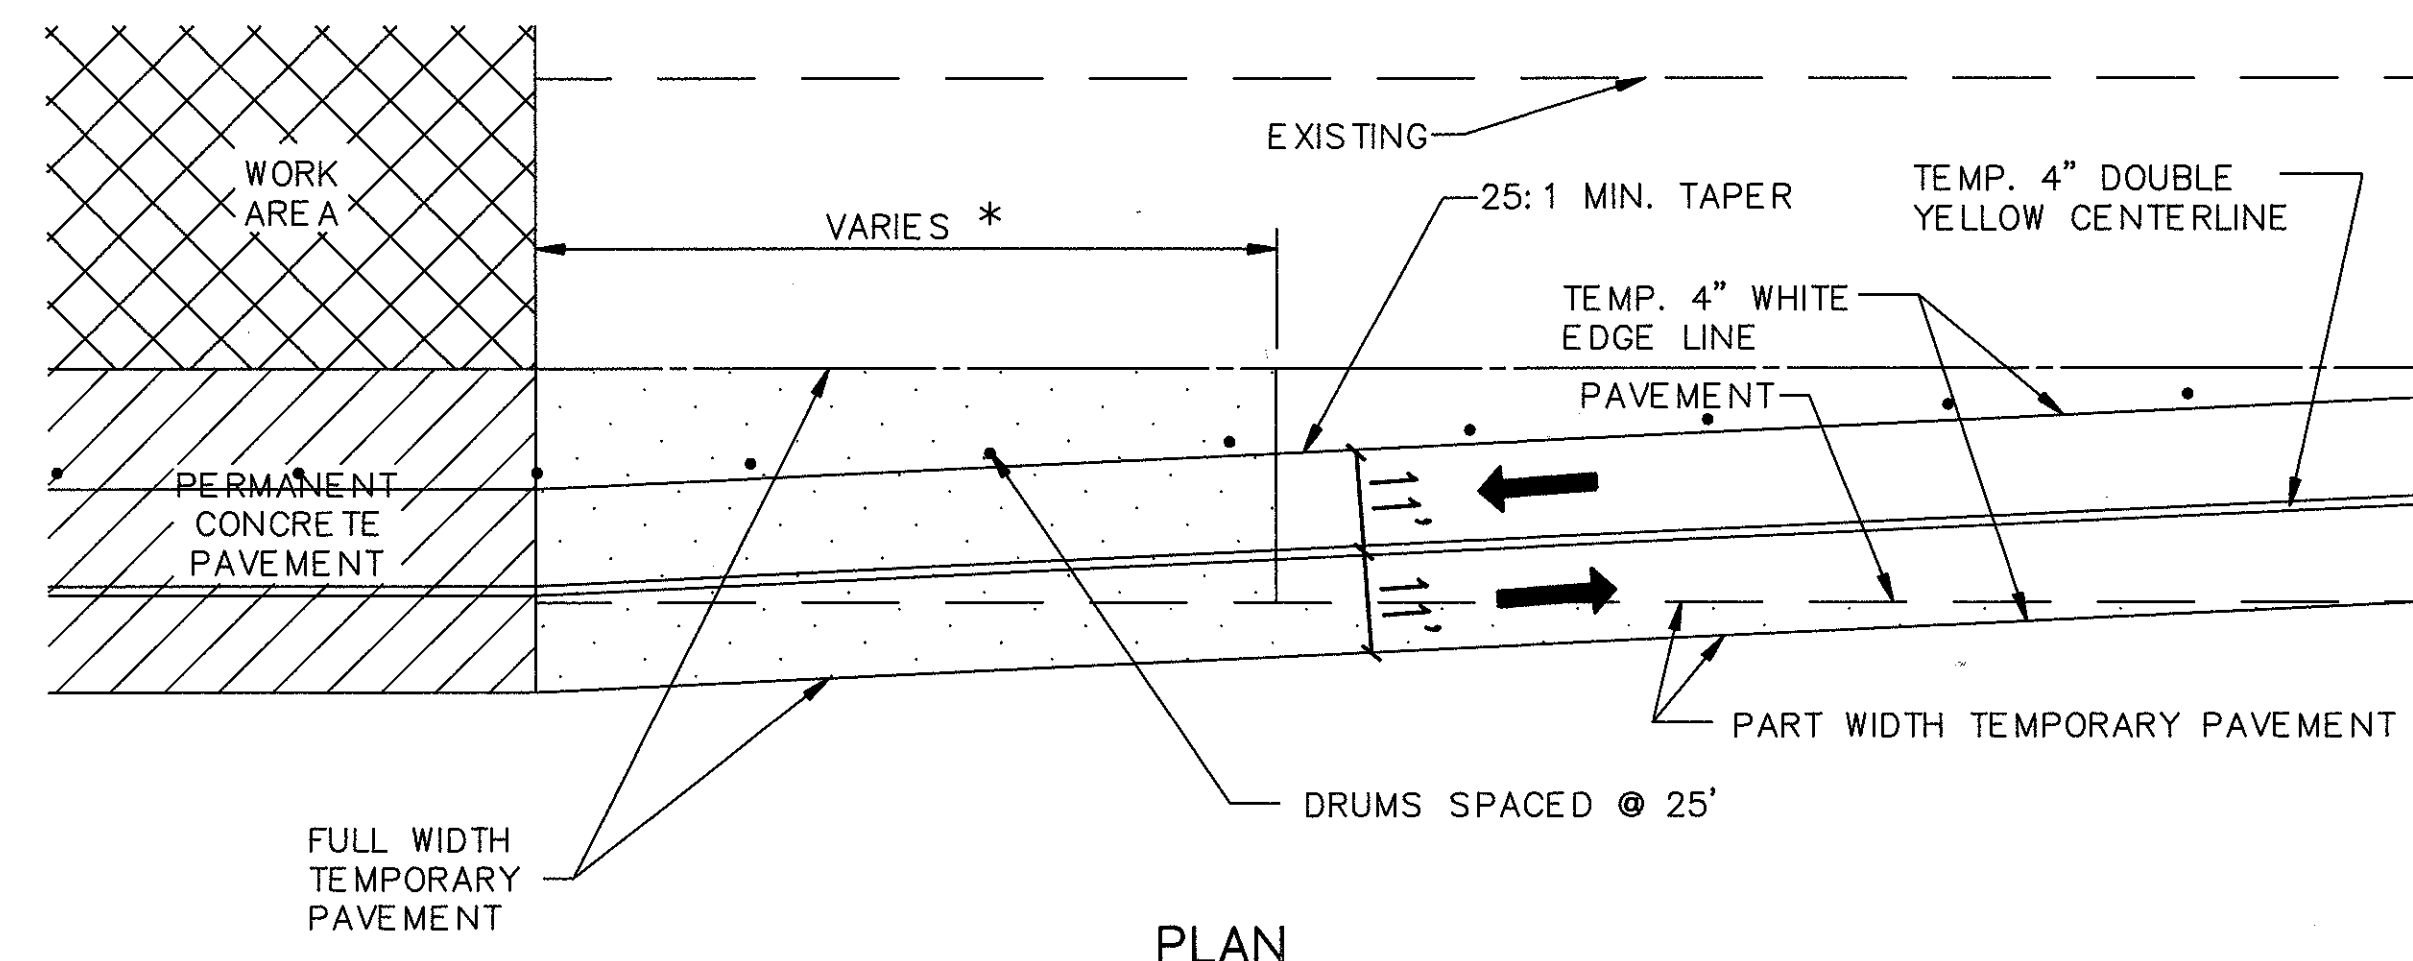 WORK
AREA
EXISTING
VARIES *
25:1 MIN. TAPER
TEMP. 4" DOUBLE
YELLOW CENTERLINE
TEMP. 4" WHITE
EDGE LINE
PAVEMENT
PERMANENT
CONCRETE
PAVEMENT
11'
11'
PART WIDTH TEMPORARY PAVEMENT
DRUMS SPACED @ 25'
FULL WIDTH
TEMPORARY
PAVEMENT
PLAN